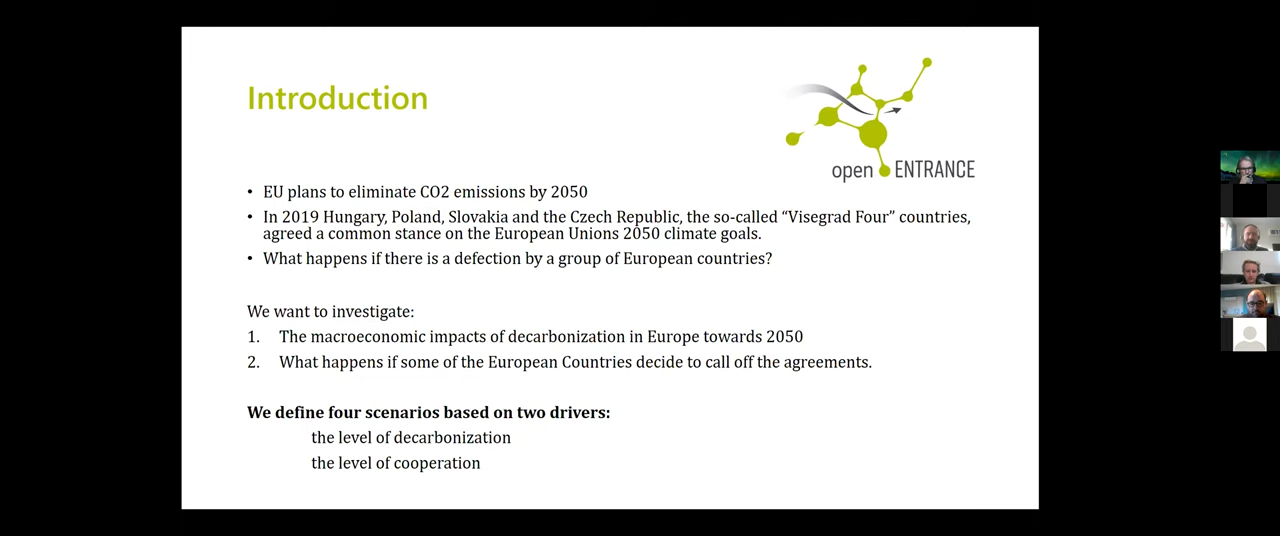 Introduction
open ENTRANCE
• EU plans to eliminate CO2 emissions by 2050
• In 2019 Hungary, Poland, Slovakia and the Czech Republic, the so-called “Visegrad Four” countries,
agreed a common stance on the European Unions 2050 climate goals.
• What happens if there is a defection by a group of European countries?
We want to investigate:
1. The macroeconomic impacts of decarbonization in Europe towards 2050
2. What happens if some of the European Countries decide to call off the agreements.
We define four scenarios based on two drivers:
the level of decarbonization
the level of cooperation